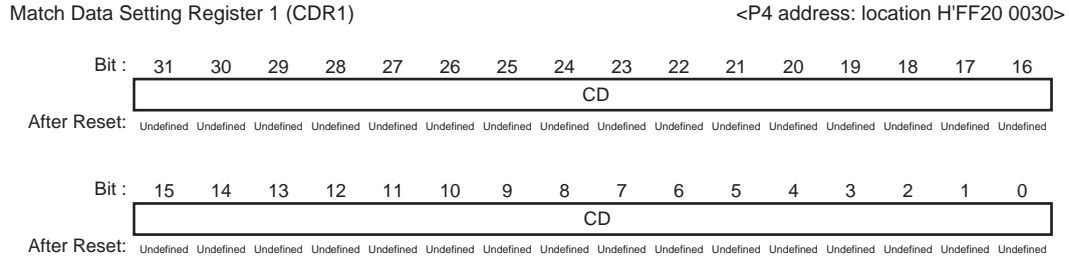 Match Data Setting Register 1 (CDR1) <P4 address: location H'FF20 0030>
Bit : 31 30 29 28 27 26 25 24 23 22 21 20 19 18 17 16
CD
After Reset: Undefined Undefined Undefined Undefined Undefined Undefined Undefined Undefined Undefined Undefined Undefined Undefined Undefined Undefined Undefined Undefined
Bit : 15 14 13 12 11 10 9 8 7 6 5 4 3 2 1 0
CD
After Reset: Undefined Undefined Undefined Undefined Undefined Undefined Undefined Undefined Undefined Undefined Undefined Undefined Undefined Undefined Undefined Undefined